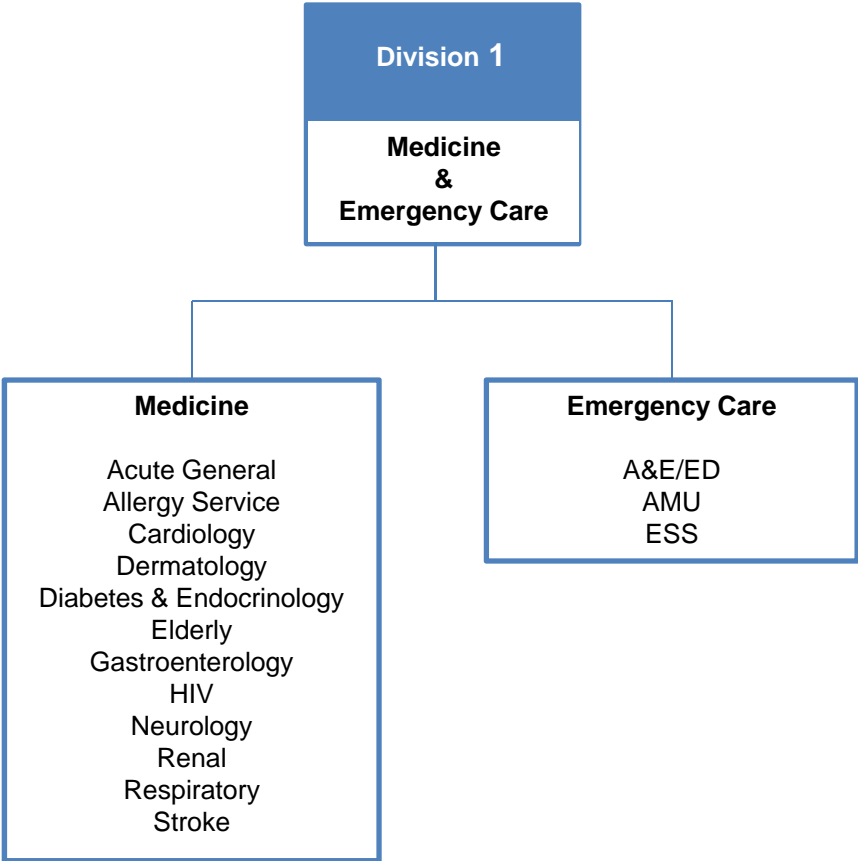 Division 1
Medicine
&
Emergency Care
Medicine
Acute General
Allergy Service
Cardiology
Dermatology
Diabetes & Endocrinology
Elderly
Gastroenterology
HIV
Neurology
Renal
Respiratory
Stroke
Emergency Care
A&E/ED
AMU
ESS